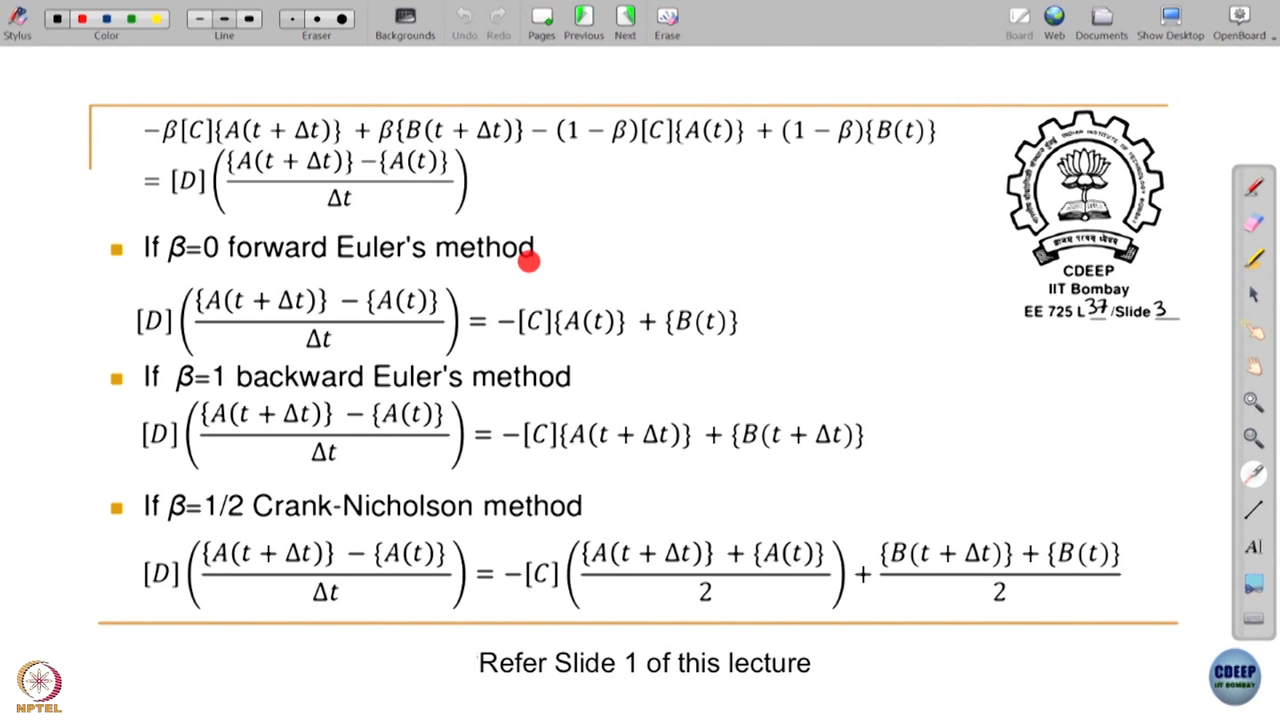 Stylus Color Line Eraser Backgrounds Undo Redo Pages Previous Next Erase Board Web Documents Show Desktop OpenBoard
−β[C]{A(t + Δt)} + β{B(t + Δt)} − (1 − β)[C]{A(t)} + (1 − β){B(t)}
= [D] ( {A(t + Δt)} −{A(t)} / Δt )
If β=0 forward Euler's method
[D] ( {A(t + Δt)} − {A(t)} / Δt ) = −[C]{A(t)} + {B(t)}
If β=1 backward Euler's method
[D] ( {A(t + Δt)} − {A(t)} / Δt ) = −[C]{A(t + Δt)} + {B(t + Δt)}
If β=1/2 Crank-Nicholson method
[D] ( {A(t + Δt)} − {A(t)} / Δt ) = −[C] ( {A(t + Δt)} + {A(t)} / 2 ) + {B(t + Δt)} + {B(t)} / 2
Refer Slide 1 of this lecture
CDEEP
IIT Bombay
EE 725 L 37 /Slide 3
AI
NPTEL
CDEEP
IIT BOMBAY